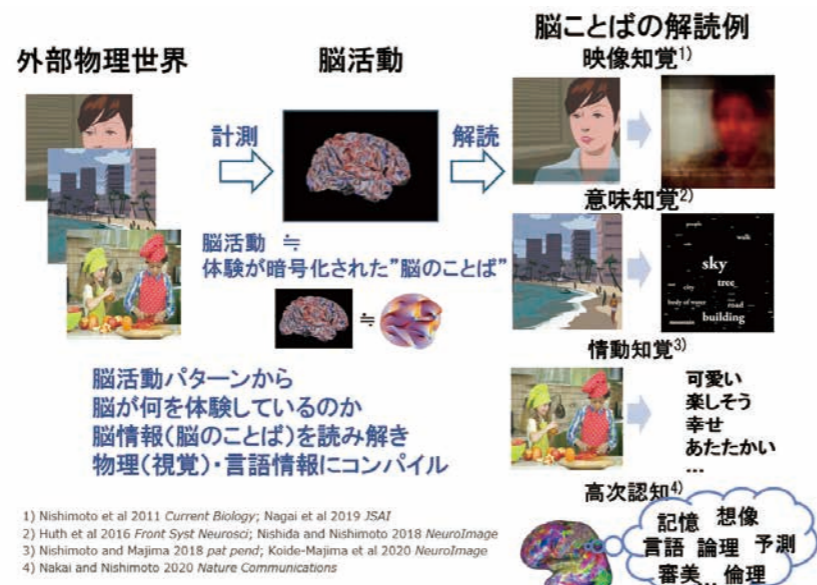 外部物理世界
脳活動
脳ことばの解読例
映像知覚1)
計測
解読
意味知覚2)
脳活動 ≒
体験が暗号化された”脳のことば”
≒
people
walk
sky
tree
city
body of water
road
building
情動知覚3)
可愛い
楽しそう
幸せ
あたたかい
...
脳活動パターンから
脳が何を体験しているのか
脳情報(脳のことば)を読み解き
物理(視覚)・言語情報にコンパイル
高次認知4)
記憶 想像
言語 論理 予測
審美... 倫理
1) Nishimoto et al 2011 Current Biology; Nagai et al 2019 JSAI
2) Huth et al 2016 Front Syst Neurosci; Nishida and Nishimoto 2018 NeuroImage
3) Nishimoto and Majima 2018 pat pend; Koide-Majima et al 2020 NeuroImage
4) Nakai and Nishimoto 2020 Nature Communications